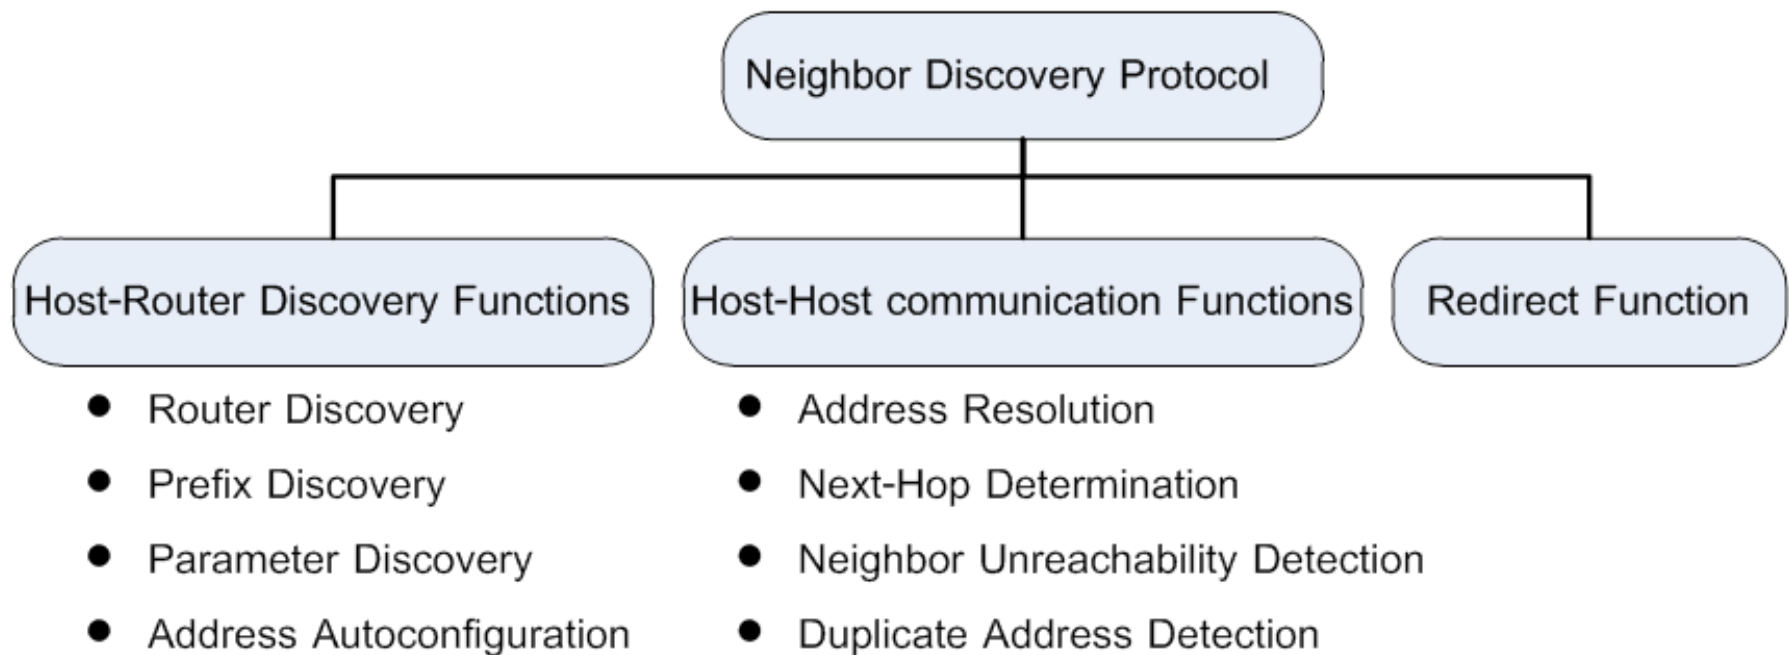 Neighbor Discovery Protocol
Host-Router Discovery Functions
Host-Host communication Functions
Redirect Function
● Router Discovery
● Prefix Discovery
● Parameter Discovery
● Address Autoconfiguration
● Address Resolution
● Next-Hop Determination
● Neighbor Unreachability Detection
● Duplicate Address Detection